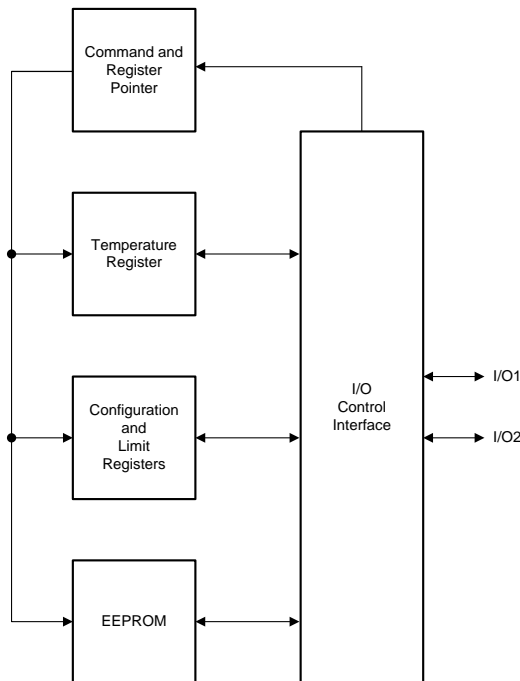 Command and
Register
Pointer
Temperature
Register
Configuration
and
Limit
Registers
EEPROM
I/O
Control
Interface
I/O1
I/O2